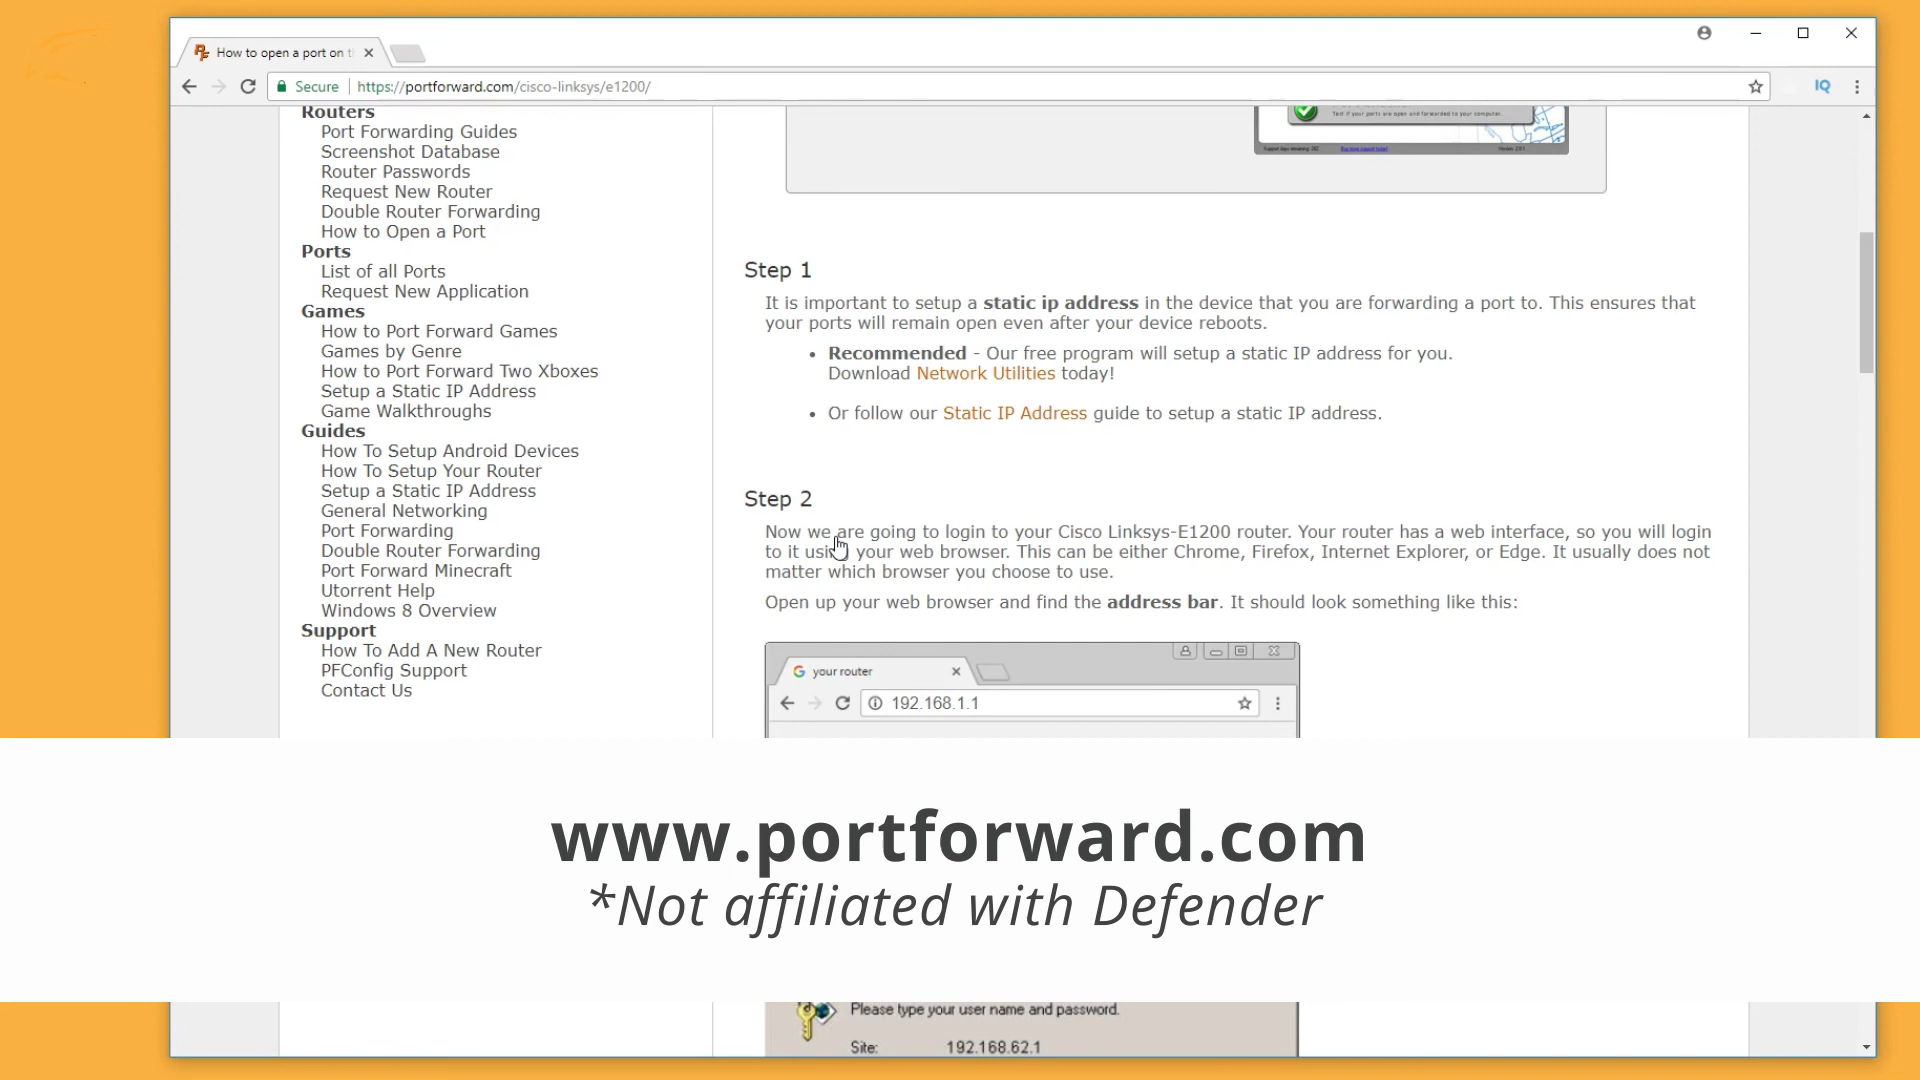 How to open a port on t
Secure
https://portforward.com/cisco-linksys/e1200/
IQ
Routers
Port Forwarding Guides
Screenshot Database
Router Passwords
Request New Router
Double Router Forwarding
How to Open a Port
Ports
List of all Ports
Request New Application
Games
How to Port Forward Games
Games by Genre
How to Port Forward Two Xboxes
Setup a Static IP Address
Game Walkthroughs
Guides
How To Setup Android Devices
How To Setup Your Router
Setup a Static IP Address
General Networking
Port Forwarding
Double Router Forwarding
Port Forward Minecraft
Utorrent Help
Windows 8 Overview
Support
How To Add A New Router
PFConfig Support
Contact Us
Test if your ports are open and forwarded to your computer.
Step 1
It is important to setup a static ip address in the device that you are forwarding a port to. This ensures that
your ports will remain open even after your device reboots.
• Recommended - Our free program will setup a static IP address for you.
Download Network Utilities today!
• Or follow our Static IP Address guide to setup a static IP address.
Step 2
Now we are going to login to your Cisco Linksys-E1200 router. Your router has a web interface, so you will login
to it using your web browser. This can be either Chrome, Firefox, Internet Explorer, or Edge. It usually does not
matter which browser you choose to use.
Open up your web browser and find the address bar. It should look something like this:
your router
192.168.1.1
www.portforward.com
*Not affiliated with Defender
Please type your user name and password.
Site: 192.168.62.1